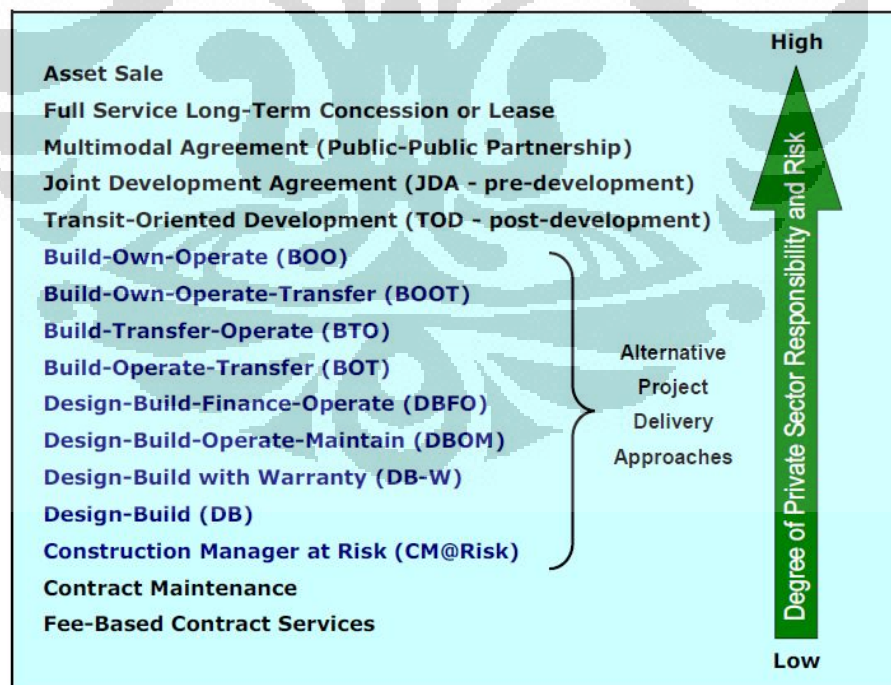 High
Asset Sale
Full Service Long-Term Concession or Lease
Multimodal Agreement (Public-Public Partnership)
Joint Development Agreement (JDA - pre-development)
Transit-Oriented Development (TOD - post-development)
Build-Own-Operate (BOO)
Build-Own-Operate-Transfer (BOOT)
Build-Transfer-Operate (BTO)
Build-Operate-Transfer (BOT)
Design-Build-Finance-Operate (DBFO)
Design-Build-Operate-Maintain (DBOM)
Design-Build with Warranty (DB-W)
Design-Build (DB)
Construction Manager at Risk (CM@Risk)
Contract Maintenance
Fee-Based Contract Services
Alternative
Project
Delivery
Approaches
Degree of Private Sector Responsibility and Risk
Low